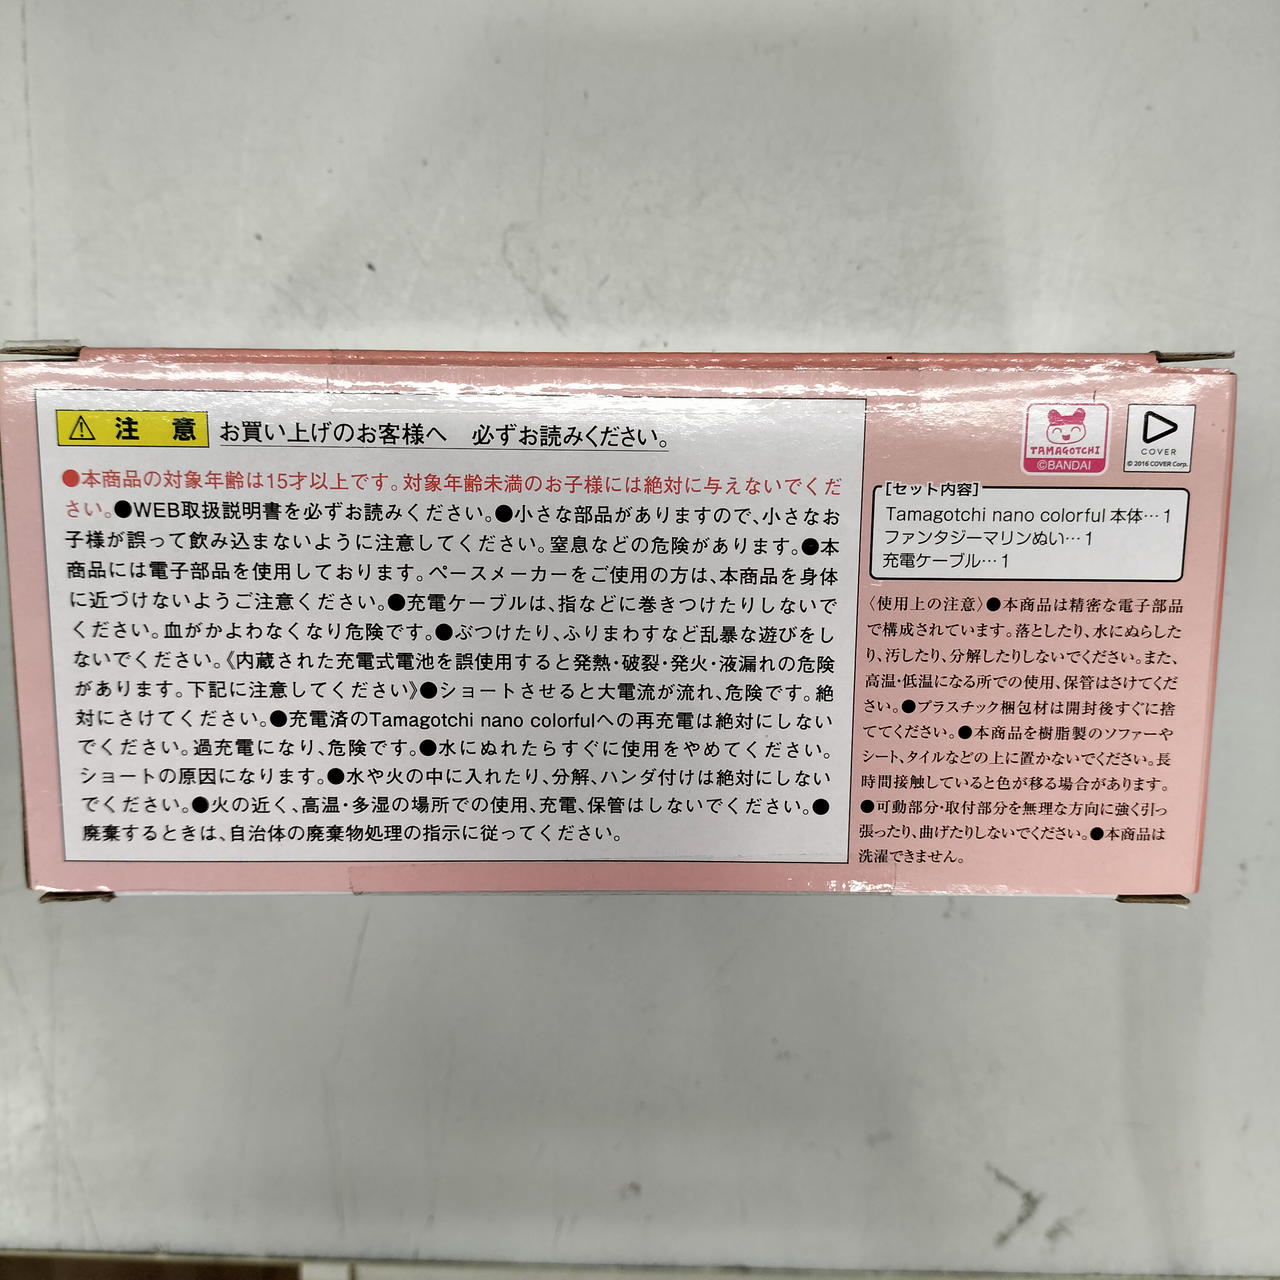 注 意 お買い上げのお客様へ 必ずお読みください。
●本商品の対象年齢は15才以上です。対象年齢未満のお子様には絶対に与えないでくだ
さい。●WEB取扱説明書を必ずお読みください。●小さな部品がありますので、小さなお
子様が誤って飲み込まないように注意してください。窒息などの危険があります。●本
商品には電子部品を使用しております。ペースメーカーをご使用の方は、本商品を身体
に近づけないようご注意ください。●充電ケーブルは、指などに巻きつけたりしないで
ください。血がかよわなくなり危険です。●ぶつけたり、ふりまわすなど乱暴な遊びをし
ないでください。《内蔵された充電式電池を誤使用すると発熱・破裂・発火・液漏れの危険
があります。下記に注意してください》●ショートさせると大電流が流れ、危険です。絶
対にさけてください。●充電済のTamagotchi nano colorfulへの再充電は絶対にしない
でください。過充電になり、危険です。●水にぬれたらすぐに使用をやめてください。
ショートの原因になります。●水や火の中に入れたり、分解、ハンダ付けは絶対にしない
でください。●火の近く、高温・多湿の場所での使用、充電、保管はしないでください。●
廃棄するときは、自治体の廃棄物処理の指示に従ってください。
TAMAGOTCHI
©BANDAI
COVER
© 2016 COVER Corp.
[セット内容]
Tamagotchi nano colorful 本体…1
ファンタジーマリンぬい…1
充電ケーブル…1
〈使用上の注意〉●本商品は精密な電子部品
で構成されています。落としたり、水にぬらした
り、汚したり、分解したりしないでください。また、
高温・低温になる所での使用、保管はさけてくだ
さい。●プラスチック梱包材は開封後すぐに捨
ててください。●本商品を樹脂製のソファーや
シート、タイルなどの上に置かないでください。長
時間接触していると色が移る場合があります。
●可動部分・取付部分を無理な方向に強く引っ
張ったり、曲げたりしないでください。●本商品は
洗濯できません。